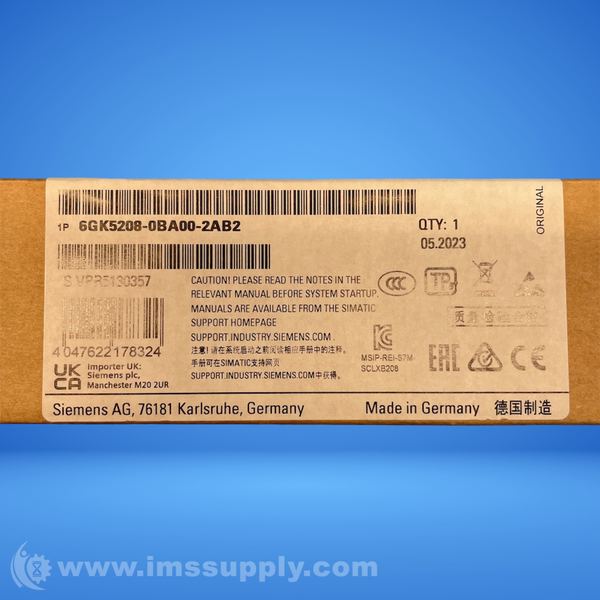 1P 6GK5208-0BA00-2AB2
QTY: 1
05.2023
ORIGINAL
S VPR5130357
CAUTION! PLEASE READ THE NOTES IN THE
RELEVANT MANUAL BEFORE SYSTEM STARTUP.
MANUALS ARE AVAILABLE FROM THE SIMATIC
SUPPORT HOMEPAGE
SUPPORT.INDUSTRY.SIEMENS.COM .
注意! 请在系统启动之前阅读相应手册中的注释。
手册可在SIMATIC支持网页
SUPPORT.INDUSTRY.SIEMENS.COM中获得。
4 047622 178324
UK
CA
Importer UK:
Siemens plc,
Manchester M20 2UR
CCC
TP
MSIP-REI-S7M-
SCLXB208
EAC
CE
Siemens AG, 76181 Karlsruhe, Germany
Made in Germany 德国制造
www.imssupply.com